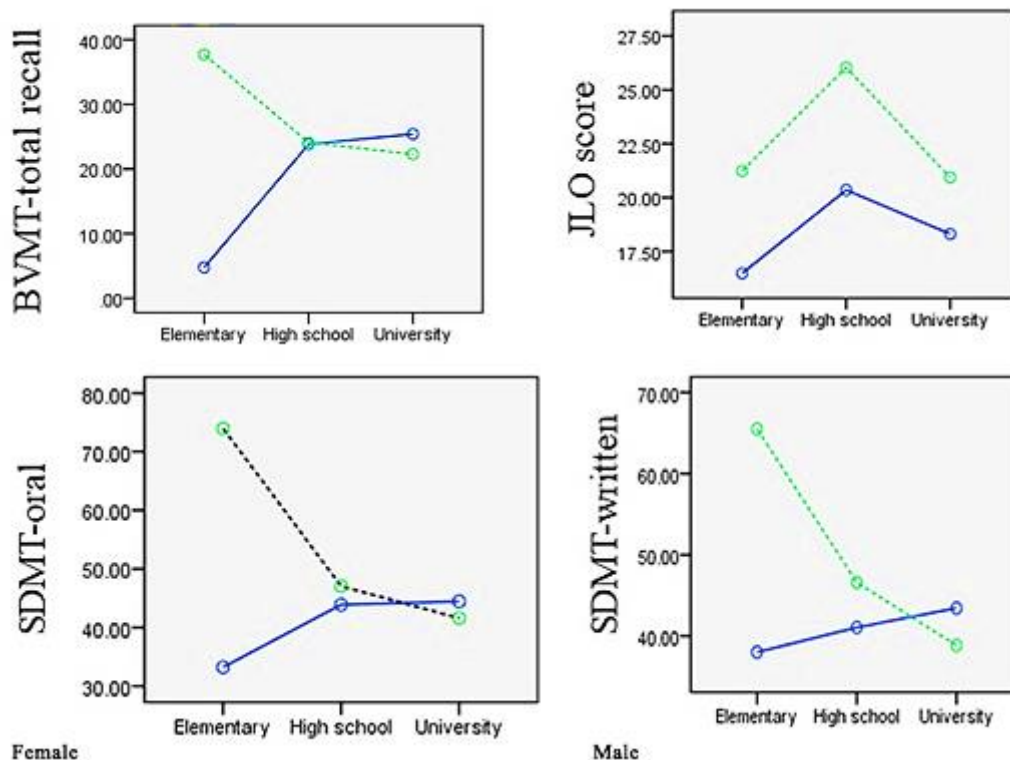 BVMT-total recall
40.00
30.00
20.00
10.00
.00
Elementary High school University
JLO score
27.50
25.00
22.50
20.00
17.50
Elementary High school University
SDMT-oral
80.00
70.00
60.00
50.00
40.00
30.00
Elementary High school University
SDMT-written
70.00
60.00
50.00
40.00
Elementary High school University
Female
Male